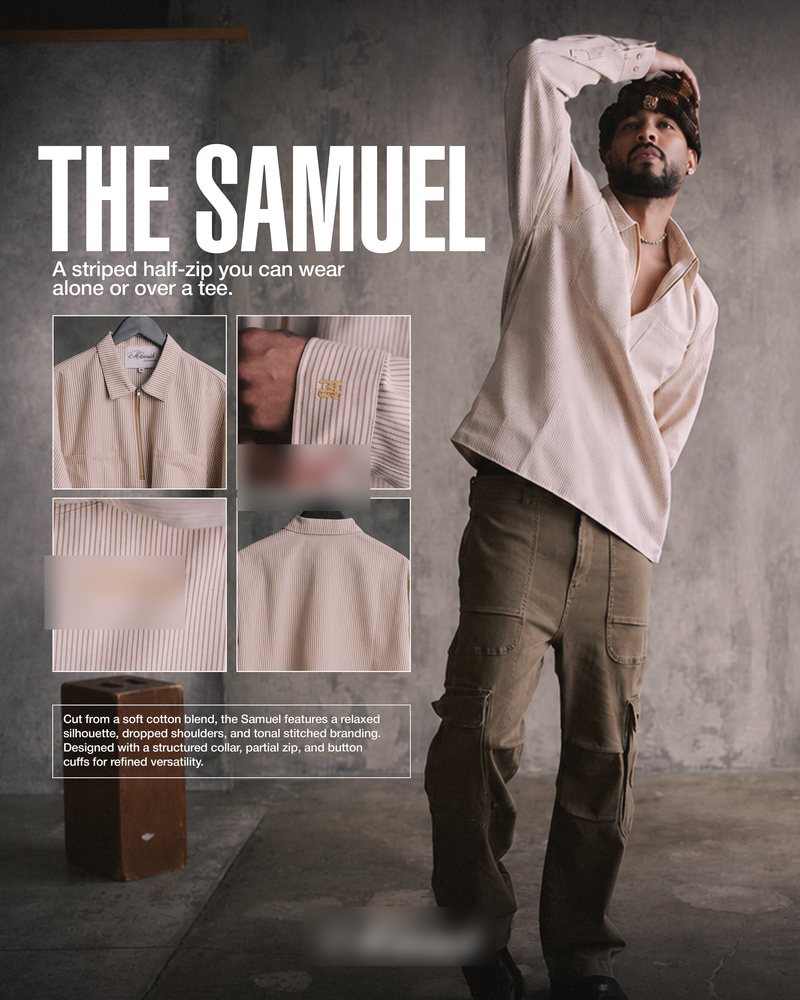 THE SAMUEL
A striped half-zip you can wear
alone or over a tee.
Cut from a soft cotton blend, the Samuel features a relaxed
silhouette, dropped shoulders, and tonal stitched branding.
Designed with a structured collar, partial zip, and button
cuffs for refined versatility.